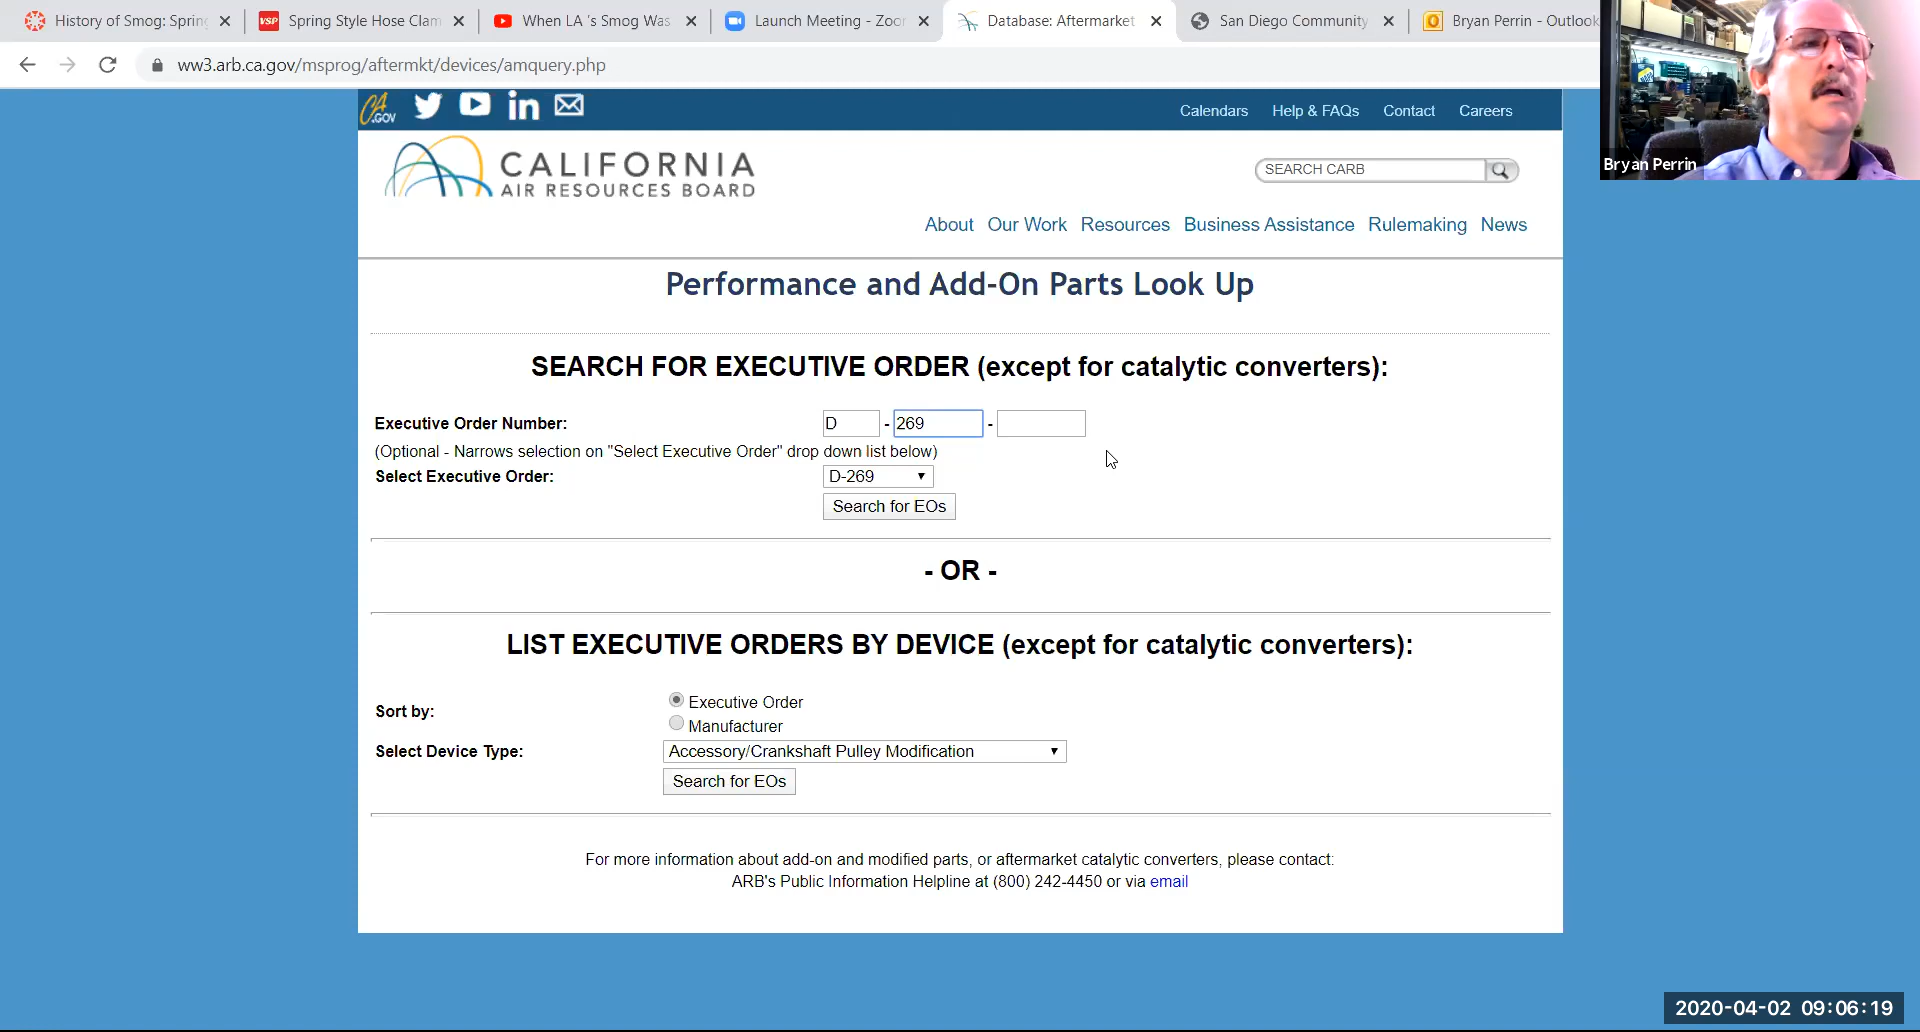 History of Smog: Spring
VSP Spring Style Hose Clam
When LA 's Smog Was
Launch Meeting - Zoo
Database: Aftermarket
San Diego Community
Bryan Perrin - Outlook
ww3.arb.ca.gov/msprog/aftermkt/devices/amquery.php
CA.GOV
Calendars Help & FAQs Contact Careers
CALIFORNIA
AIR RESOURCES BOARD
SEARCH CARB
Bryan Perrin
About Our Work Resources Business Assistance Rulemaking News
Performance and Add-On Parts Look Up
SEARCH FOR EXECUTIVE ORDER (except for catalytic converters):
Executive Order Number: D - 269 -
(Optional - Narrows selection on "Select Executive Order" drop down list below)
Select Executive Order: D-269
Search for EOs
- OR -
LIST EXECUTIVE ORDERS BY DEVICE (except for catalytic converters):
Sort by:
Executive Order
Manufacturer
Select Device Type: Accessory/Crankshaft Pulley Modification
Search for EOs
For more information about add-on and modified parts, or aftermarket catalytic converters, please contact:
ARB's Public Information Helpline at (800) 242-4450 or via email
2020-04-02 09:06:19